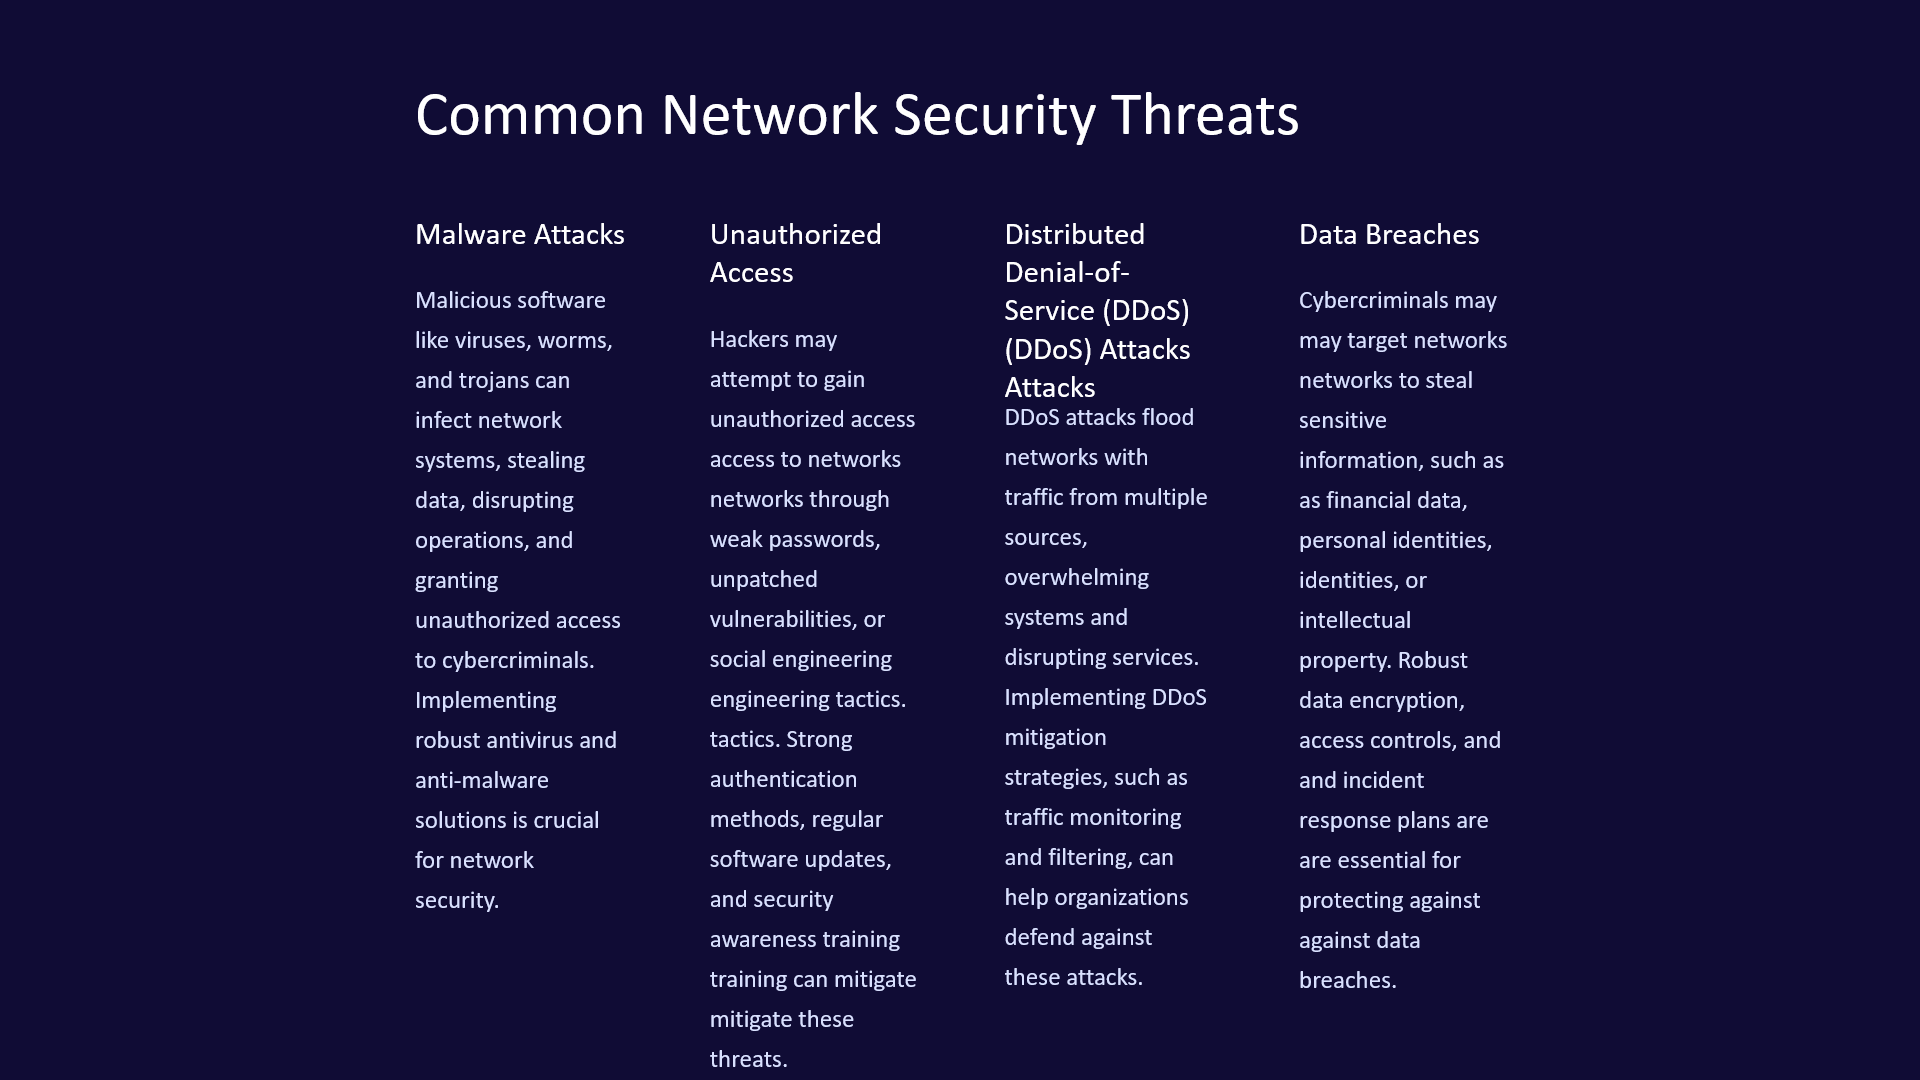 Common Network Security Threats
Malware Attacks
Malicious software
like viruses, worms,
and trojans can
infect network
systems, stealing
data, disrupting
operations, and
granting
unauthorized access
to cybercriminals.
Implementing
robust antivirus and
anti-malware
solutions is crucial
for network
security.
Unauthorized
Access
Hackers may
attempt to gain
unauthorized access
access to networks
networks through
weak passwords,
unpatched
vulnerabilities, or
social engineering
engineering tactics.
tactics. Strong
authentication
methods, regular
software updates,
and security
awareness training
training can mitigate
mitigate these
threats.
Distributed
Denial-of-
Service (DDoS)
(DDoS) Attacks
Attacks
DDoS attacks flood
networks with
traffic from multiple
sources,
overwhelming
systems and
disrupting services.
Implementing DDoS
mitigation
strategies, such as
traffic monitoring
and filtering, can
help organizations
defend against
these attacks.
Data Breaches
Cybercriminals may
may target networks
networks to steal
sensitive
information, such as
as financial data,
personal identities,
identities, or
intellectual
property. Robust
data encryption,
access controls, and
and incident
response plans are
are essential for
protecting against
against data
breaches.